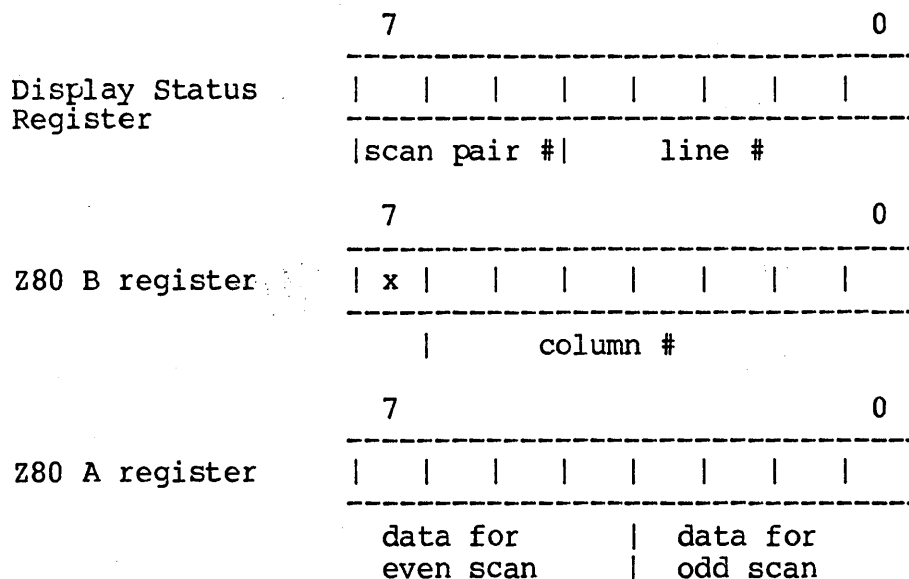 7 0
Display Status | | | | | | | |
Register
|scan pair #| line #
7 0
Z80 B register | x | | | | | | |
| column #
7 0
Z80 A register | | | | | | | |
data for | data for
even scan | odd scan